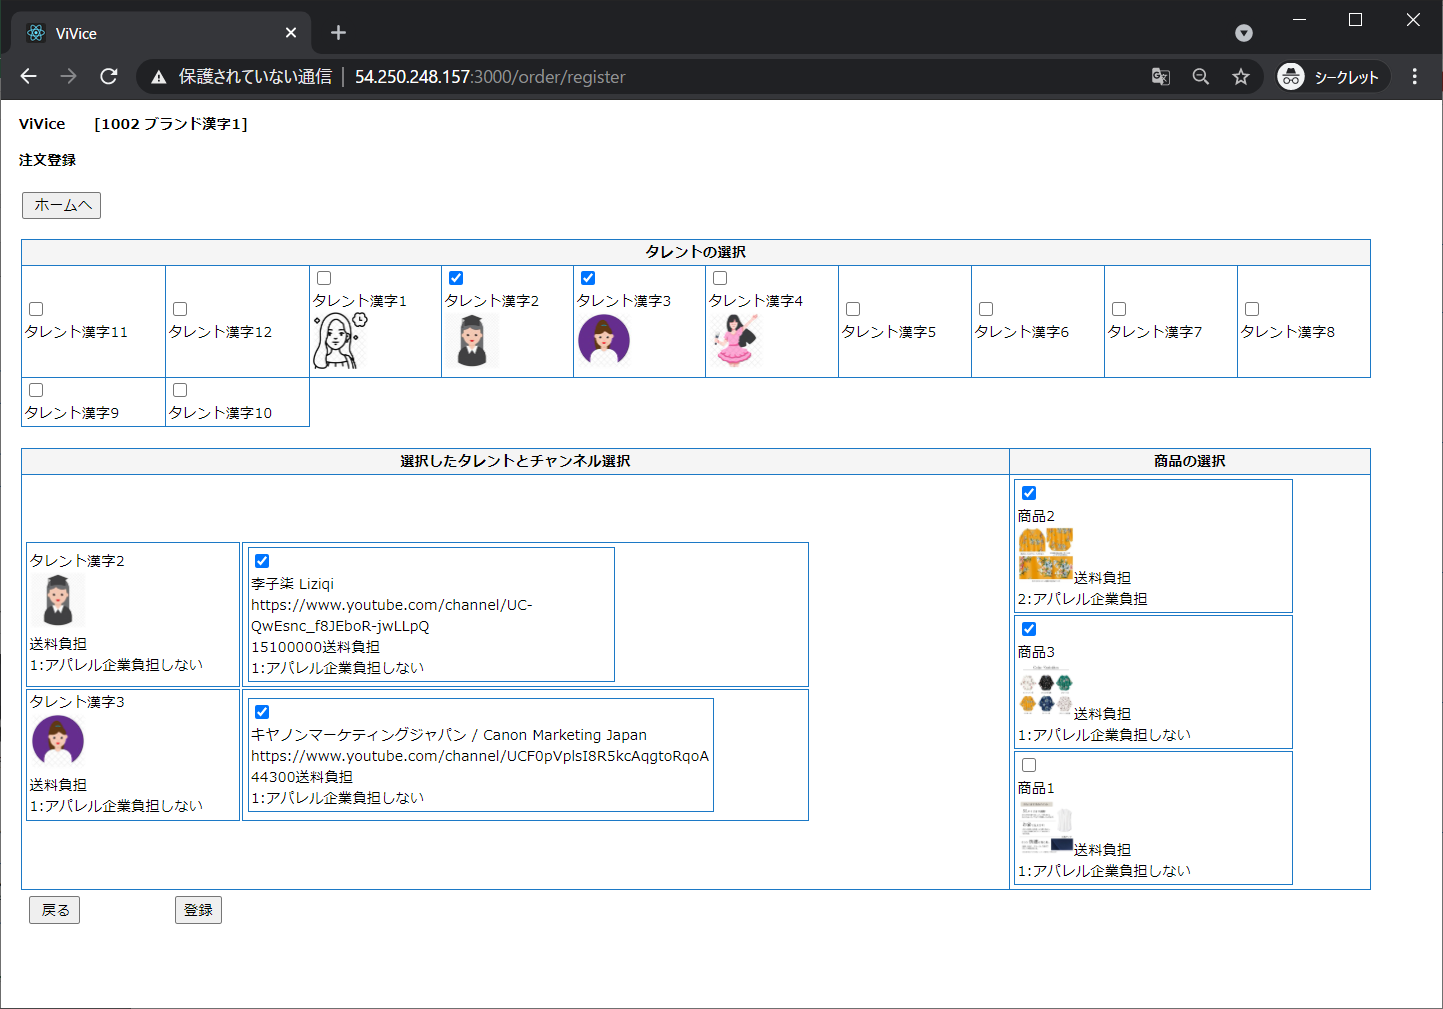 ViVice
保護されていない通信 | 54.250.248.157:3000/order/register
シークレット
ViVice [1002 ブランド漢字1]
注文登録
ホームへ
タレントの選択
タレント漢字11
タレント漢字12
タレント漢字1
タレント漢字2
タレント漢字3
タレント漢字4
タレント漢字5
タレント漢字6
タレント漢字7
タレント漢字8
タレント漢字9
タレント漢字10
選択したタレントとチャンネル選択
タレント漢字2
送料負担
1:アパレル企業負担しない
李子柒 Liziqi
https://www.youtube.com/channel/UC-
QwEsnc_f8JEboR-jwLLpQ
15100000送料負担
1:アパレル企業負担しない
タレント漢字3
送料負担
1:アパレル企業負担しない
キヤノンマーケティングジャパン / Canon Marketing Japan
https://www.youtube.com/channel/UCF0pVplsI8R5kcAqgtoRqoA
44300送料負担
1:アパレル企業負担しない
商品の選択
商品2
送料負担
2:アパレル企業負担
商品3
送料負担
1:アパレル企業負担しない
商品1
送料負担
1:アパレル企業負担しない
戻る
登録